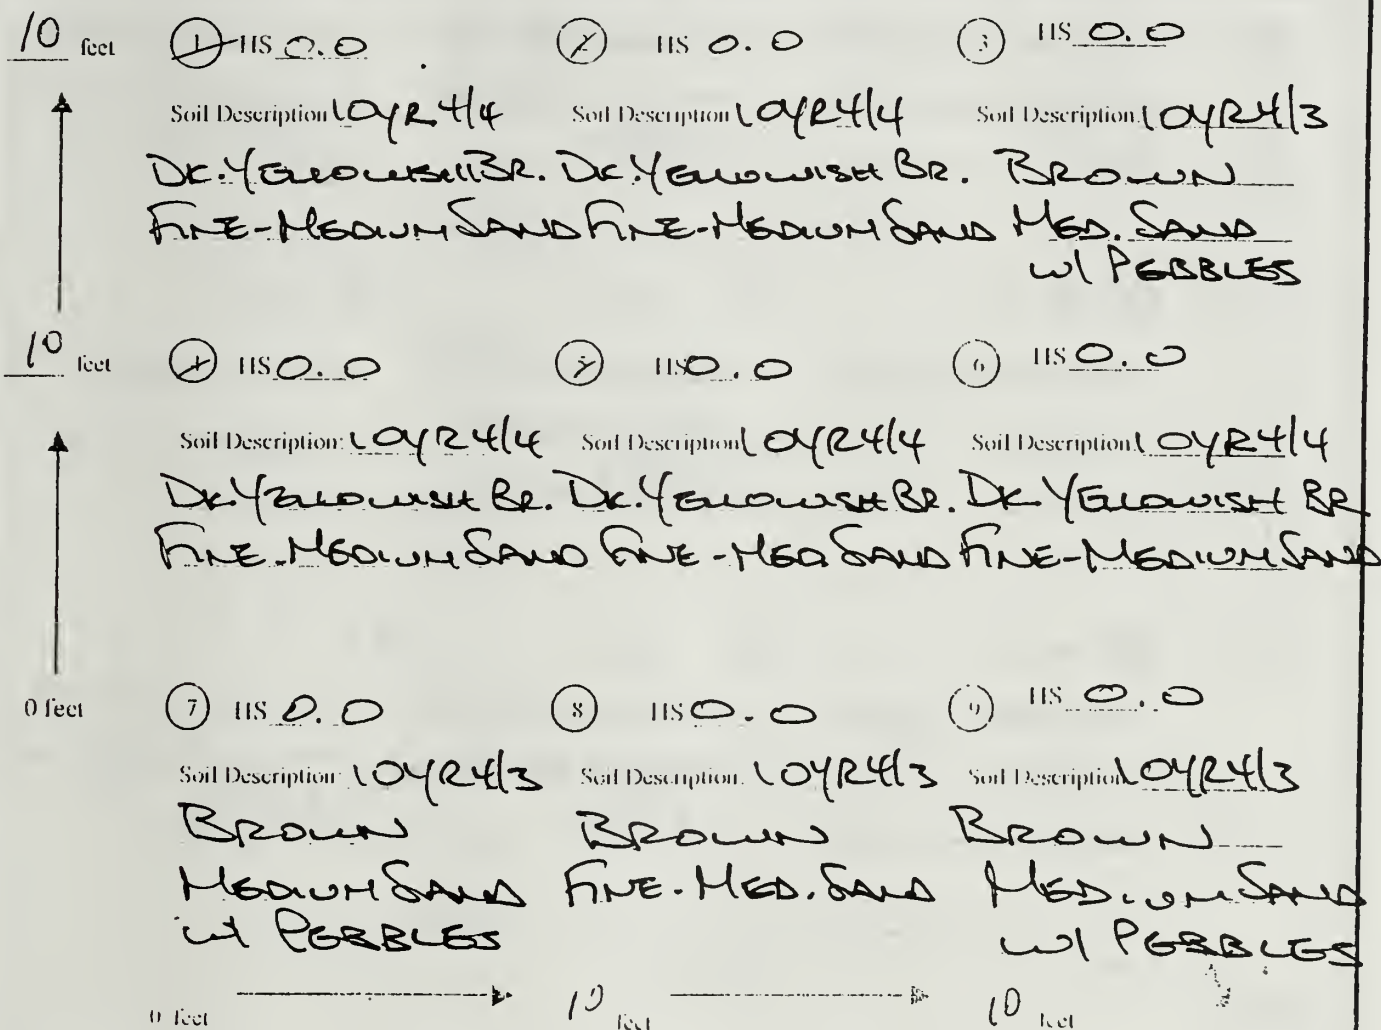 10 feet 1 HS 0.0 2 HS 0.0 3 HS 0.0
Soil Description 10YR 4/4 Soil Description 10YR 4/4 Soil Description 10YR 4/3
DK. YELLOWISH BR. DK. YELLOWISH BR. BROWN
FINE-MEDIUM SAND FINE-MEDIUM SAND MED. SAND
w/ PEBBLES
10 feet 4 HS 0.0 5 HS 0.0 6 HS 0.0
Soil Description: 10YR 4/4 Soil Description 10YR 4/4 Soil Description 10YR 4/4
DK. YELLOWISH BR. DK. YELLOWISH BR. DK. YELLOWISH BR
FINE-MEDIUM SAND FINE-MED SAND FINE-MEDIUM SAND
0 feet 7 HS 0.0 8 HS 0.0 9 HS 0.0
Soil Description: 10YR 4/3 Soil Description. 10YR 4/3 Soil Description 10YR 4/3
BROWN BROWN BROWN
MEDIUM SAND FINE-MED. SAND MEDIUM SAND
w/ PEBBLES w/ PEBBLES
0 feet 10 feet 10 feet